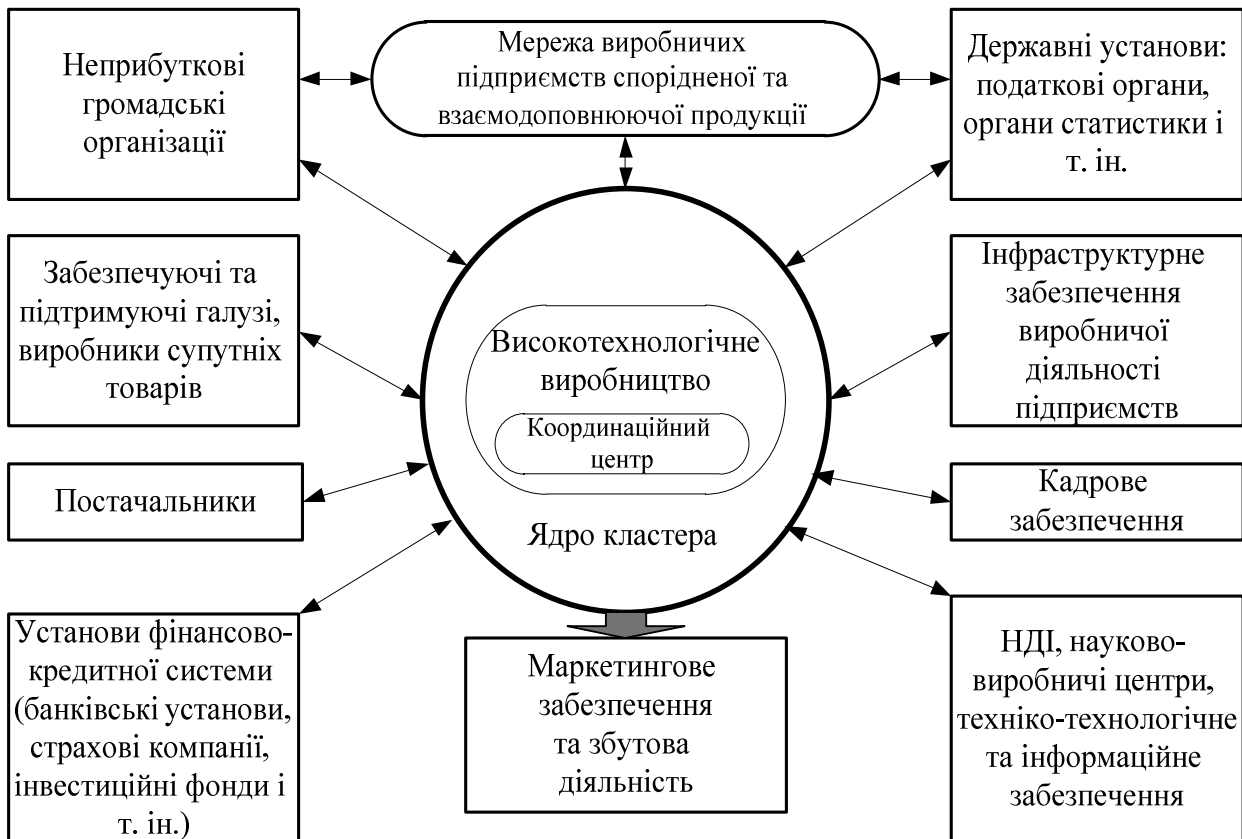 Неприбуткові
громадські
організації
Мережа виробничих
підприємств спорідненої та
взаємодоповнюючої продукції
Державні установи:
податкові органи,
органи статистики і
т. ін.
Забезпечуючі та
підтримуючі галузі,
виробники супутніх
товарів
Високотехнологічне
виробництво
Координаційний
центр
Ядро кластера
Інфраструктурне
забезпечення
виробничої
діяльності
підприємств
Постачальники
Кадрове
забезпечення
Установи фінансово-
кредитної системи
(банківські установи,
страхові компанії,
інвестиційні фонди і
т. ін.)
Маркетингове
забезпечення
та збутова
діяльність
НДІ, науково-
виробничі центри,
техніко-технологічне
та інформаційне
забезпечення